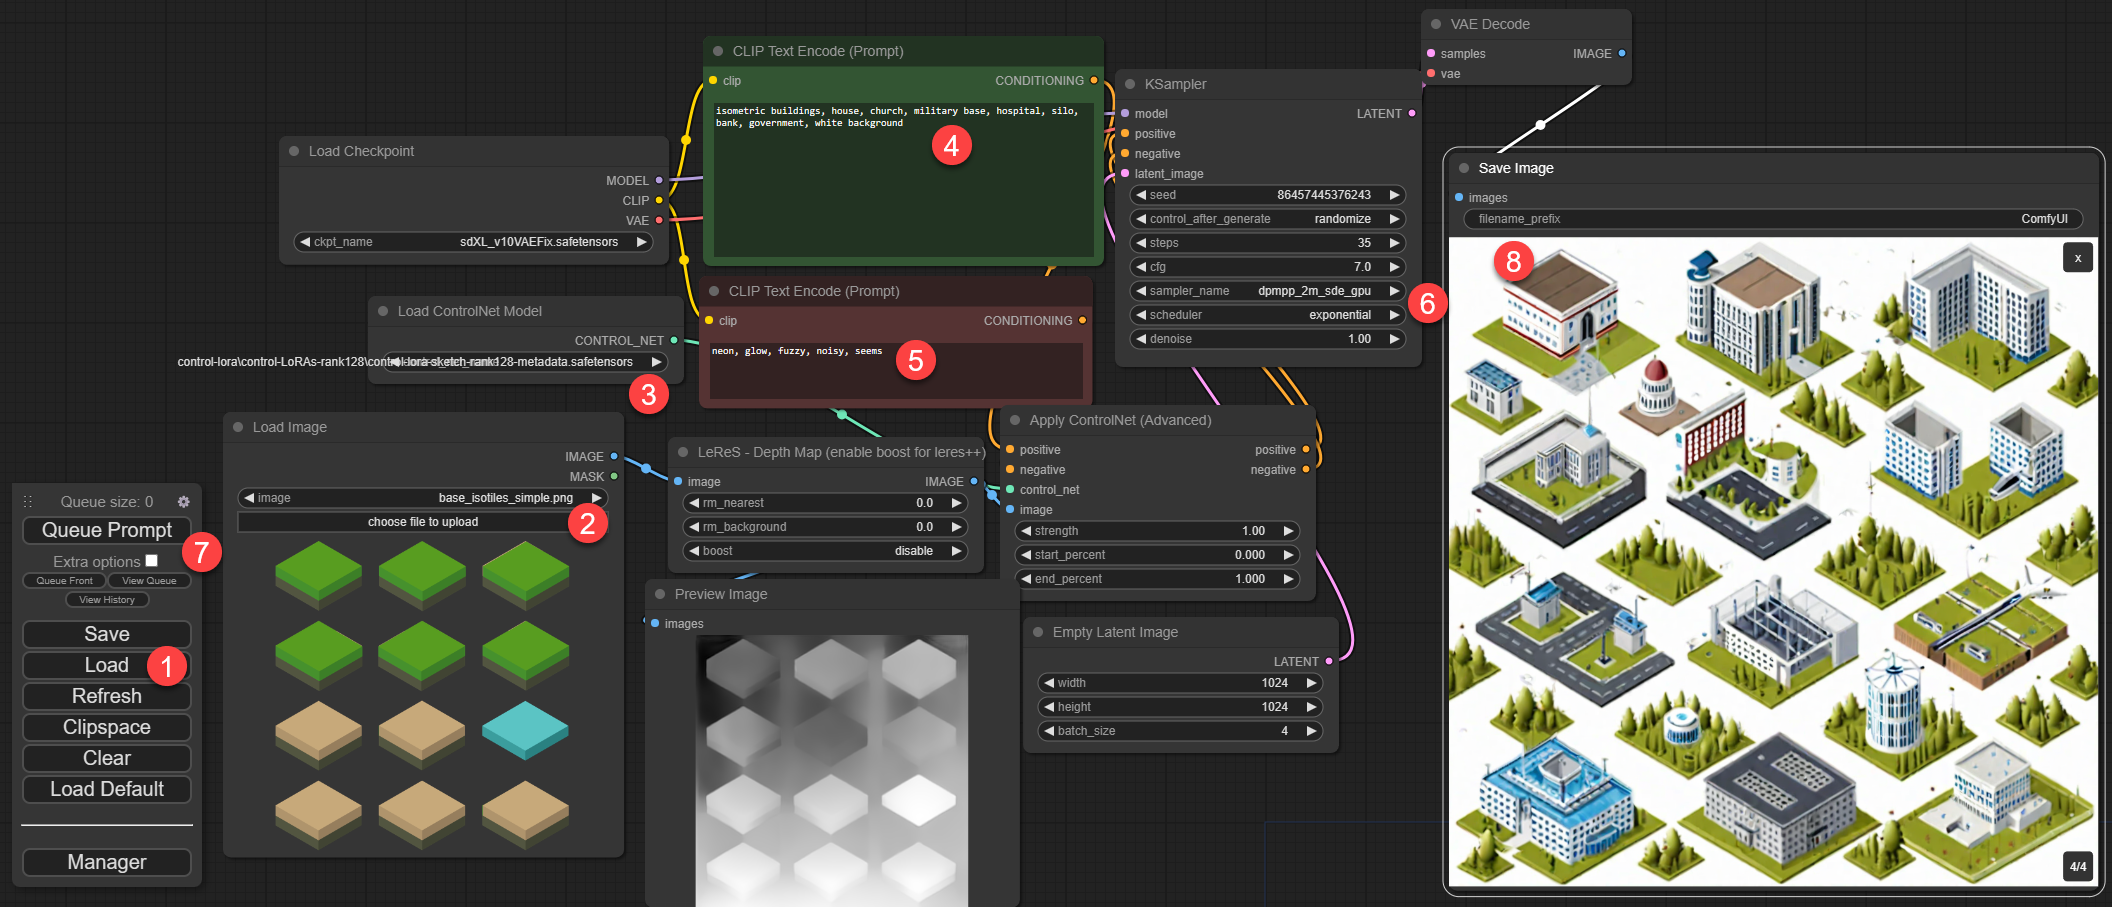 VAE Decode
samples
IMAGE
vae
CLIP Text Encode (Prompt)
clip
CONDITIONING
isometric buildings, house, church, military base, hospital, silo,
bank, government, white background
4
KSampler
model
LATENT
positive
negative
latent_image
seed
86457445376243
control_after_generate
randomize
steps
35
cfg
7.0
sampler_name
dpmpp_2m_sde_gpu
scheduler
exponential
denoise
1.00
6
Load Checkpoint
MODEL
CLIP
VAE
ckpt_name
sdXL_v10VAEFix.safetensors
Save Image
images
filename_prefix
ComfyUI
8
x
4/4
CLIP Text Encode (Prompt)
clip
CONDITIONING
neon, glow, fuzzy, noisy, seems
5
Load ControlNet Model
CONTROL_NET
control-lora\control-LoRAs-rank128\control-lora-sketch-rank128-metadata.safetensors
3
Load Image
IMAGE
MASK
image
base_isotiles_simple.png
choose file to upload
2
LeReS - Depth Map (enable boost for leres++)
image
IMAGE
rm_nearest
0.0
rm_background
0.0
boost
disable
Apply ControlNet (Advanced)
positive
positive
negative
negative
control_net
image
strength
1.00
start_percent
0.000
end_percent
1.000
Preview Image
images
Empty Latent Image
LATENT
width
1024
height
1024
batch_size
4
Queue size: 0
Queue Prompt
7
Extra options
Queue Front
View Queue
View History
Save
Load
1
Refresh
Clipspace
Clear
Load Default
Manager